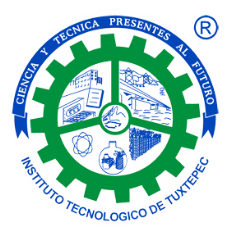 CIENCIA Y TECNICA PRESENTES AL FUTURO
®
INSTITUTO TECNOLOGICO DE TUXTEPEC